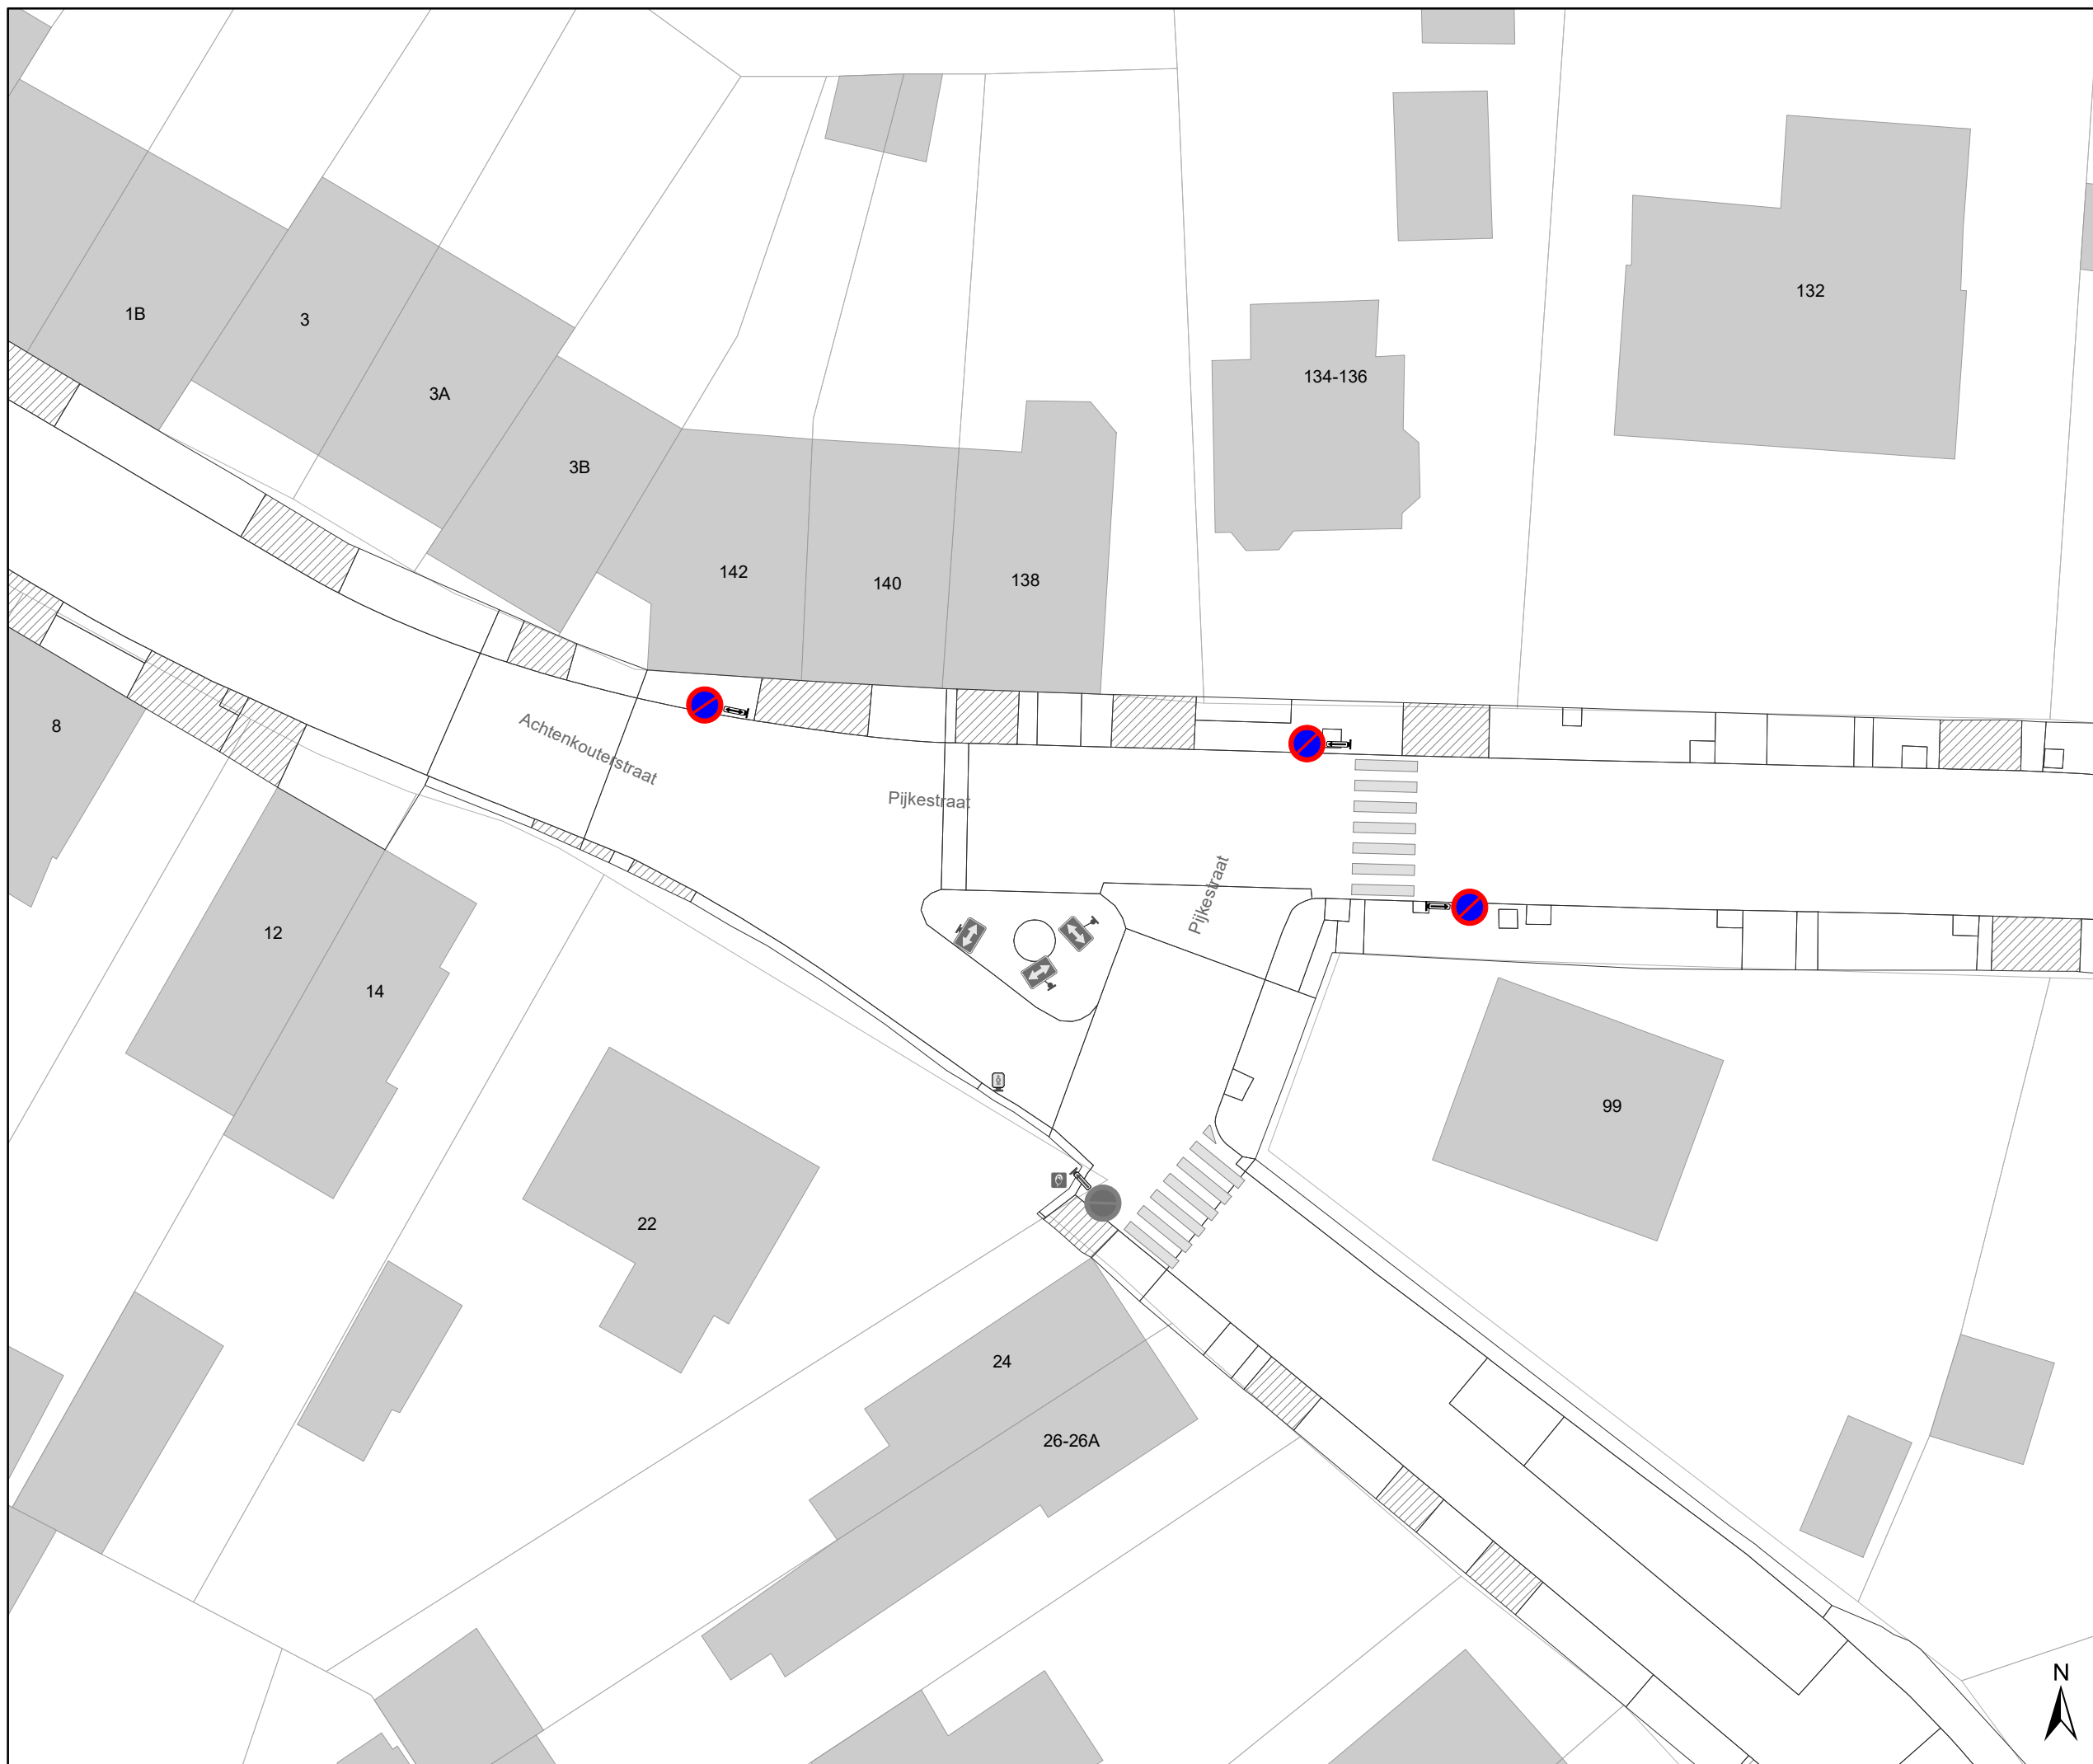 132
1B
3
134-136
3A
3B
142
140
138
8
Achtenkouterstraat
Pijkestraat
Pijkestraat
12
14
99
22
24
26-26A
N